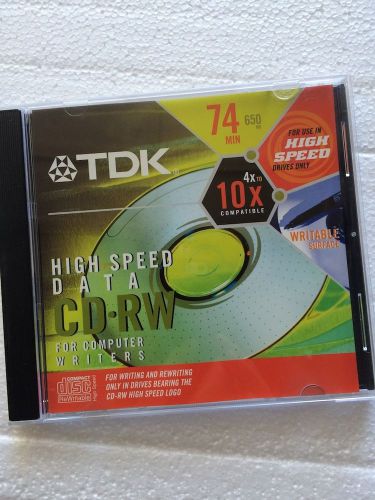 TDK
74 650
MIN MB
FOR USE IN
HIGH
SPEED
DRIVES ONLY
4x TO
10x
COMPATIBLE
WRITABLE
SURFACE
HIGH SPEED
DATA
CD-RW
FOR COMPUTER
WRITERS
COMPACT
disc
ReWritable
High Speed
FOR WRITING AND REWRITING
ONLY IN DRIVES BEARING THE
CD-RW HIGH SPEED LOGO